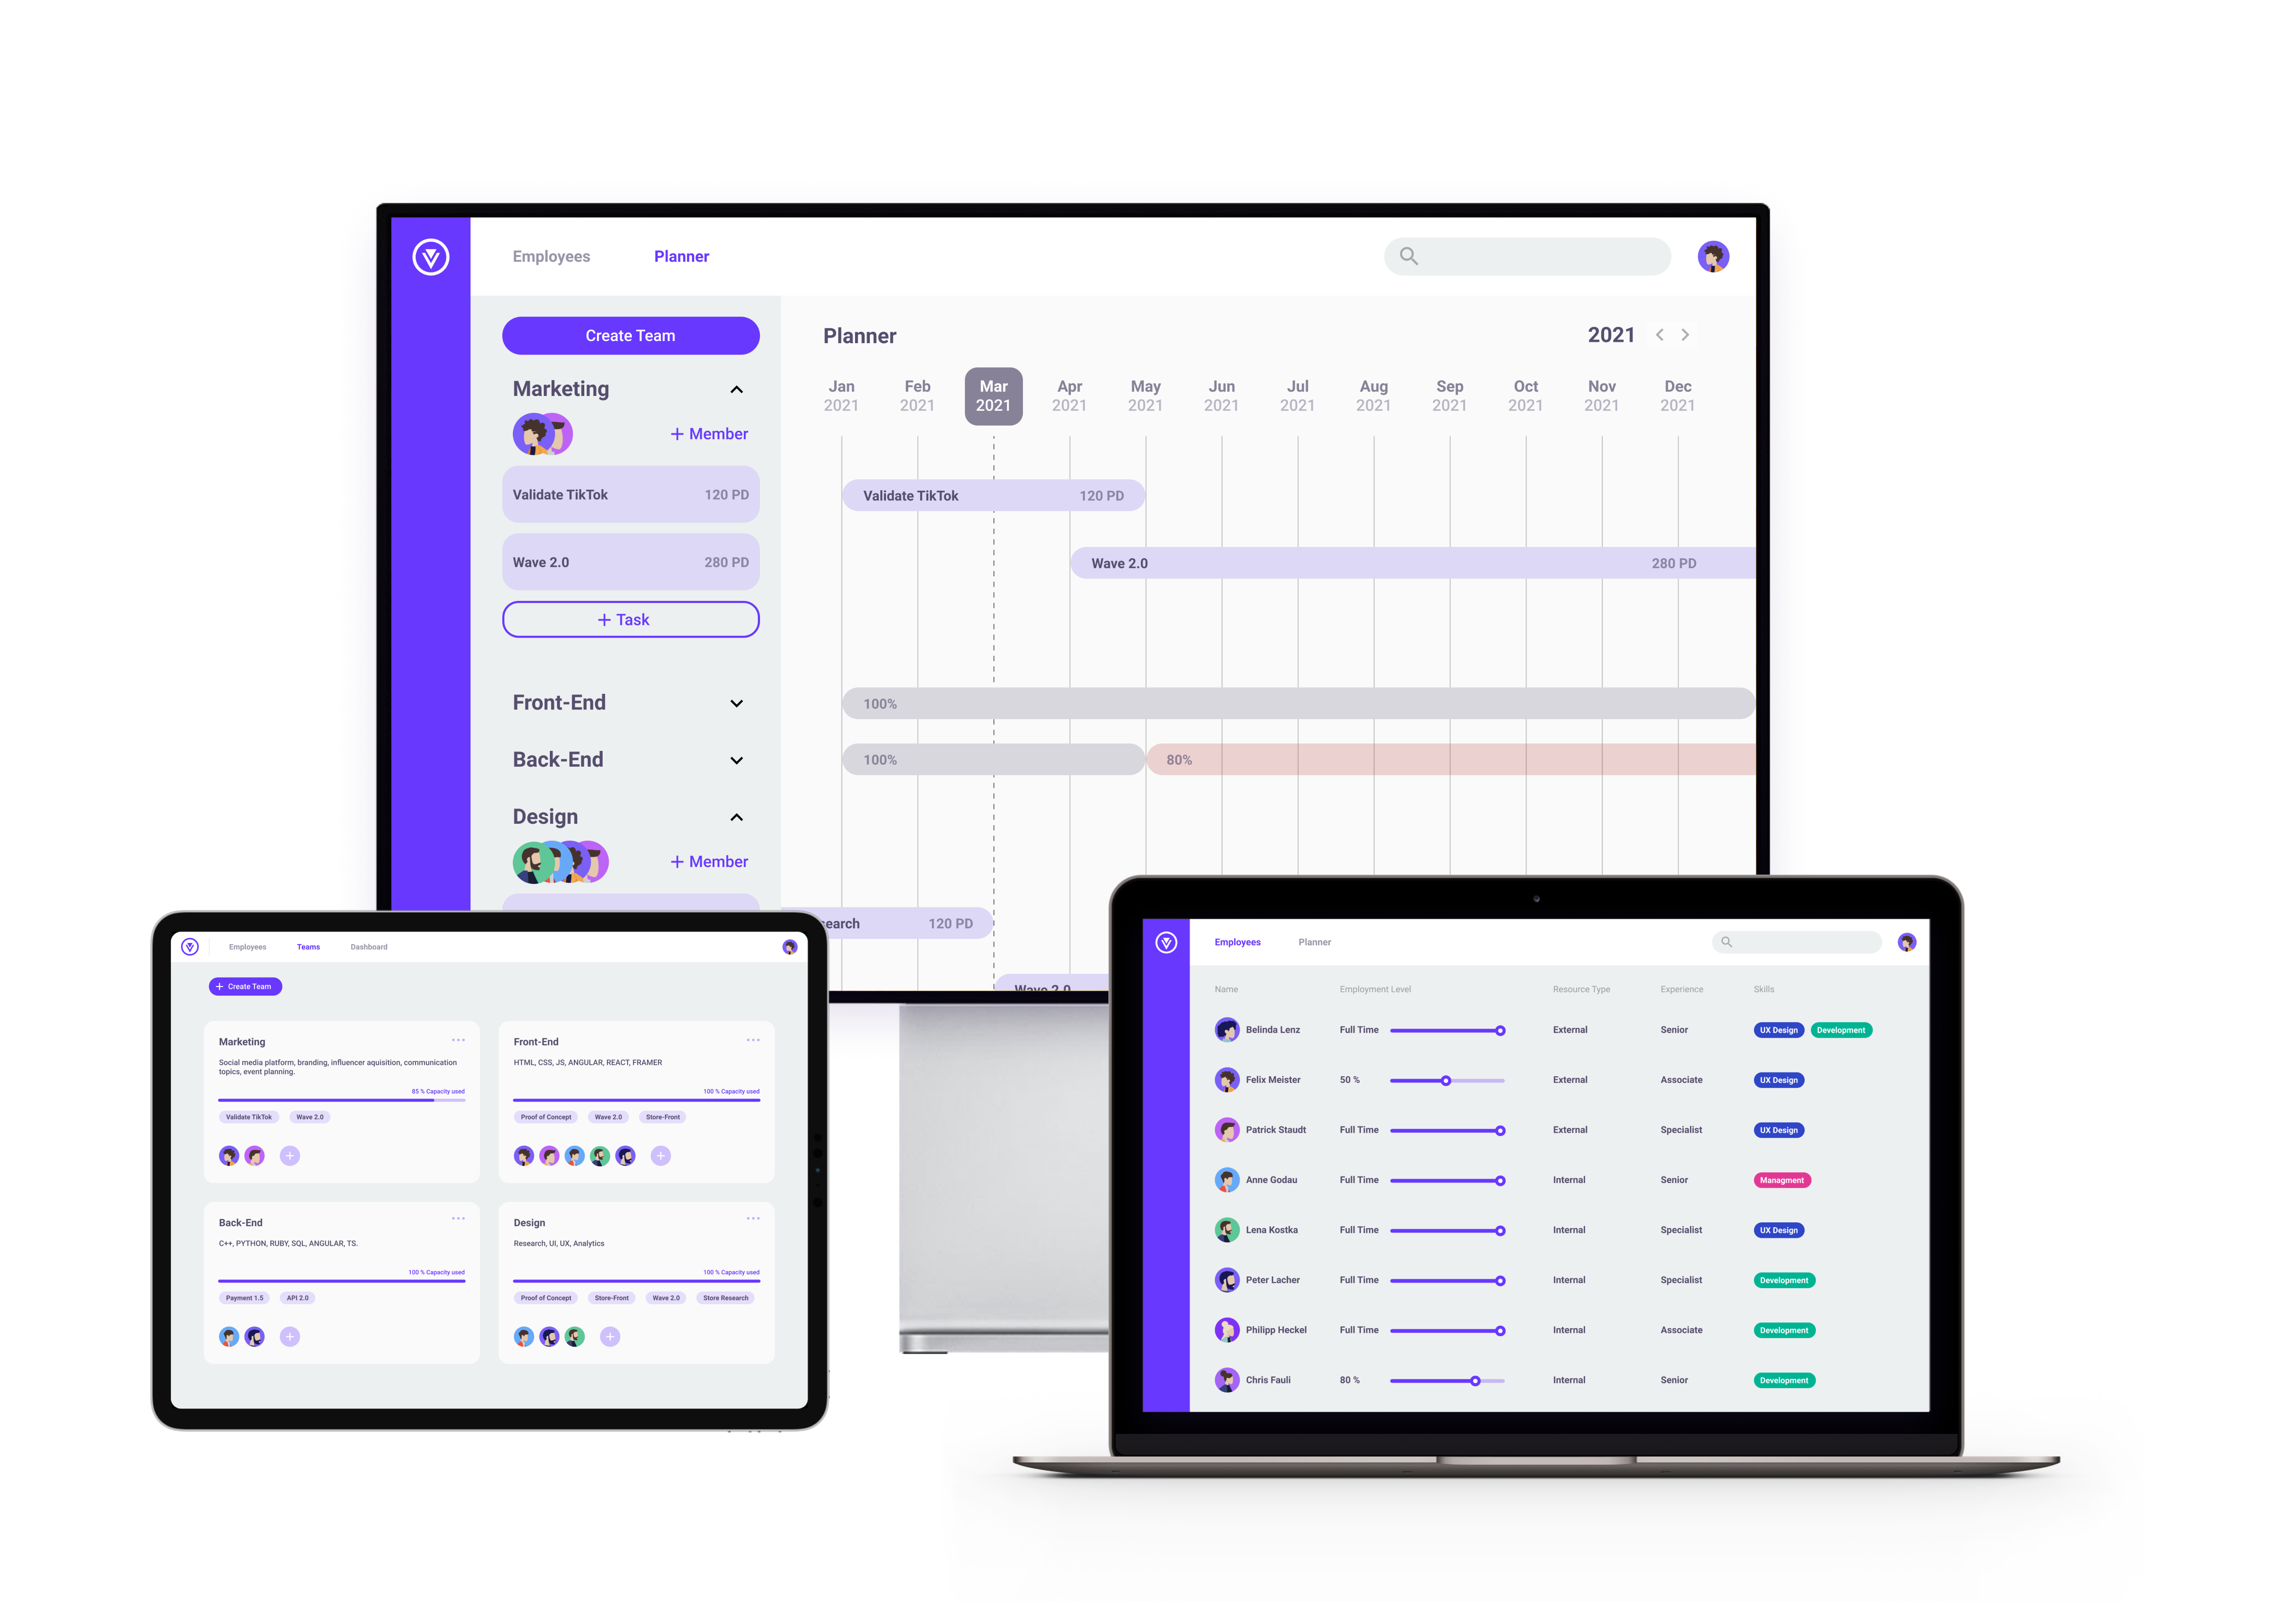 Employees
Planner
Create Team
Marketing
+ Member
Validate TikTok 120 PD
Wave 2.0 280 PD
+ Task
Front-End
Back-End
Design
+ Member
Planner
2021
Jan Feb Mar Apr May Jun Jul Aug Sep Oct Nov Dec
2021 2021 2021 2021 2021 2021 2021 2021 2021 2021 2021 2021
Validate TikTok 120 PD
Wave 2.0 280 PD
100%
100% 80%
search 120 PD
Wave 2.0
Employees Teams Dashboard
+ Create Team
Marketing
Social media platform, branding, influencer aquisition, communication
topics, event planning.
85 % Capacity used
Validate TikTok Wave 2.0
Front-End
HTML, CSS, JS, ANGULAR, REACT, FRAMER
100 % Capacity used
Proof of Concept Wave 2.0 Store-Front
Back-End
C++, PYTHON, RUBY, SQL, ANGULAR, TS.
100 % Capacity used
Payment 1.5 API 2.0
Design
Research, UI, UX, Analytics
100 % Capacity used
Proof of Concept Store-Front Wave 2.0 Store Research
Employees Planner
Name Employment Level Resource Type Experience Skills
Belinda Lenz Full Time External Senior UX Design Development
Felix Meister 50 % External Associate UX Design
Patrick Staudt Full Time External Specialist UX Design
Anne Godau Full Time Internal Senior Managment
Lena Kostka Full Time Internal Specialist UX Design
Peter Lacher Full Time Internal Specialist Development
Philipp Heckel Full Time Internal Associate Development
Chris Fauli 80 % Internal Senior Development